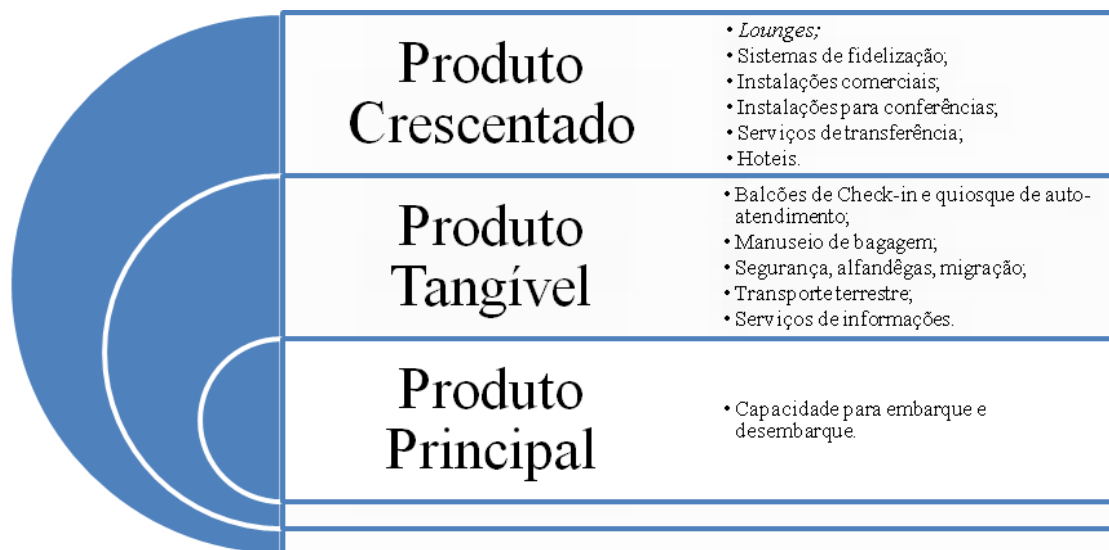 Produto
Crescentado
• Lounges;
• Sistemas de fidelização;
• Instalações comerciais;
• Instalações para conferências;
• Serviços de transferência;
• Hoteis.
Produto
Tangível
• Balcões de Check-in e quiosque de auto-
atendimento;
• Manuseio de bagagem;
• Segurança, alfandêgas, migração;
• Transporte terrestre;
• Serviços de informações.
Produto
Principal
• Capacidade para embarque e
desembarque.